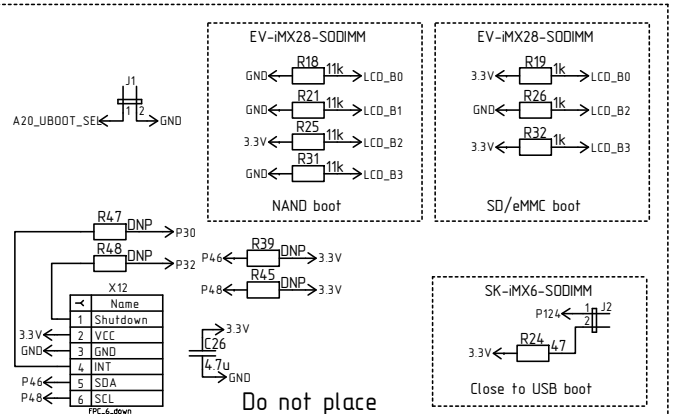 EV-iMX28-SODIMM
GND R18 11k LCD_B0
GND R21 11k LCD_B1
3.3V R25 11k LCD_B2
GND R31 11k LCD_B3
NAND boot
EV-iMX28-SODIMM
3.3V R19 1k LCD_B0
GND R26 1k LCD_B2
3.3V R32 1k LCD_B3
SD/eMMC boot
J1
1 2
A20_UBOOT_SEL GND
R47 DNP P30
R48 DNP P32
P46 R39 DNP 3.3V
P48 R45 DNP 3.3V
X12
Name
1 Shutdown
3.3V 2 VCC
GND 3 GND
4 INT
P46 5 SDA
P48 6 SCL
FPC_6_down
3.3V
C26
4.7u
GND
Do not place
SK-iMX6-SODIMM
P124 1 J2
2
3.3V R24 47
Close to USB boot